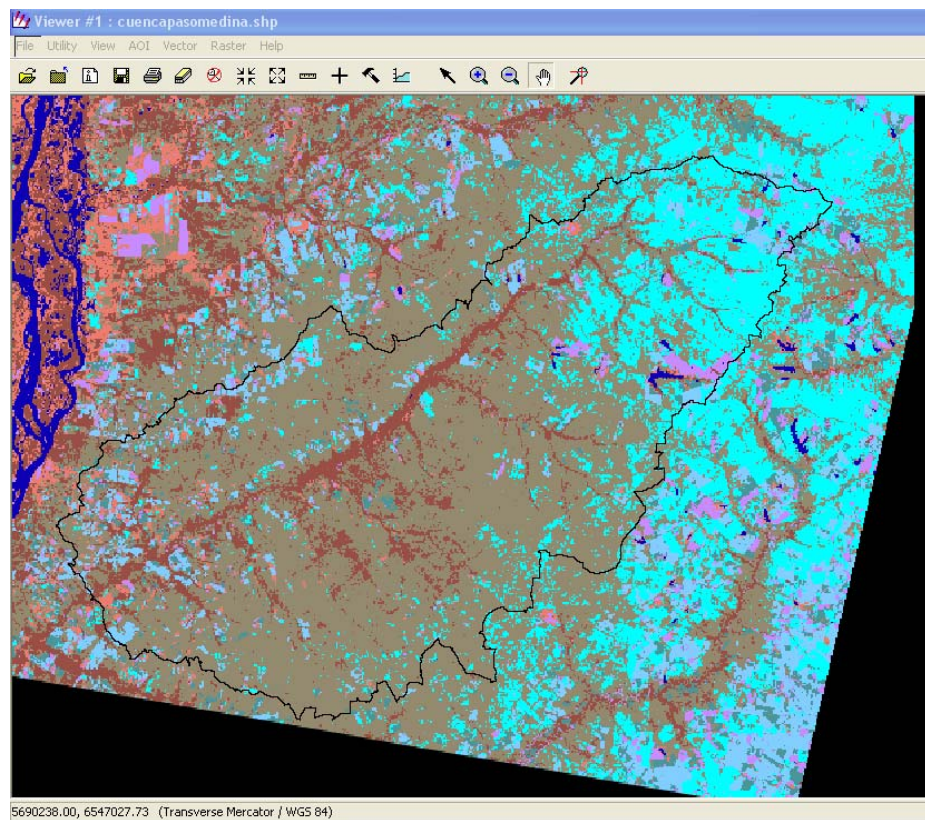 Viewer #1 : cuencapasomedina.shp
File Utility View AOI Vector Raster Help
5690238.00, 6547027.73 (Transverse Mercator / WGS 84)